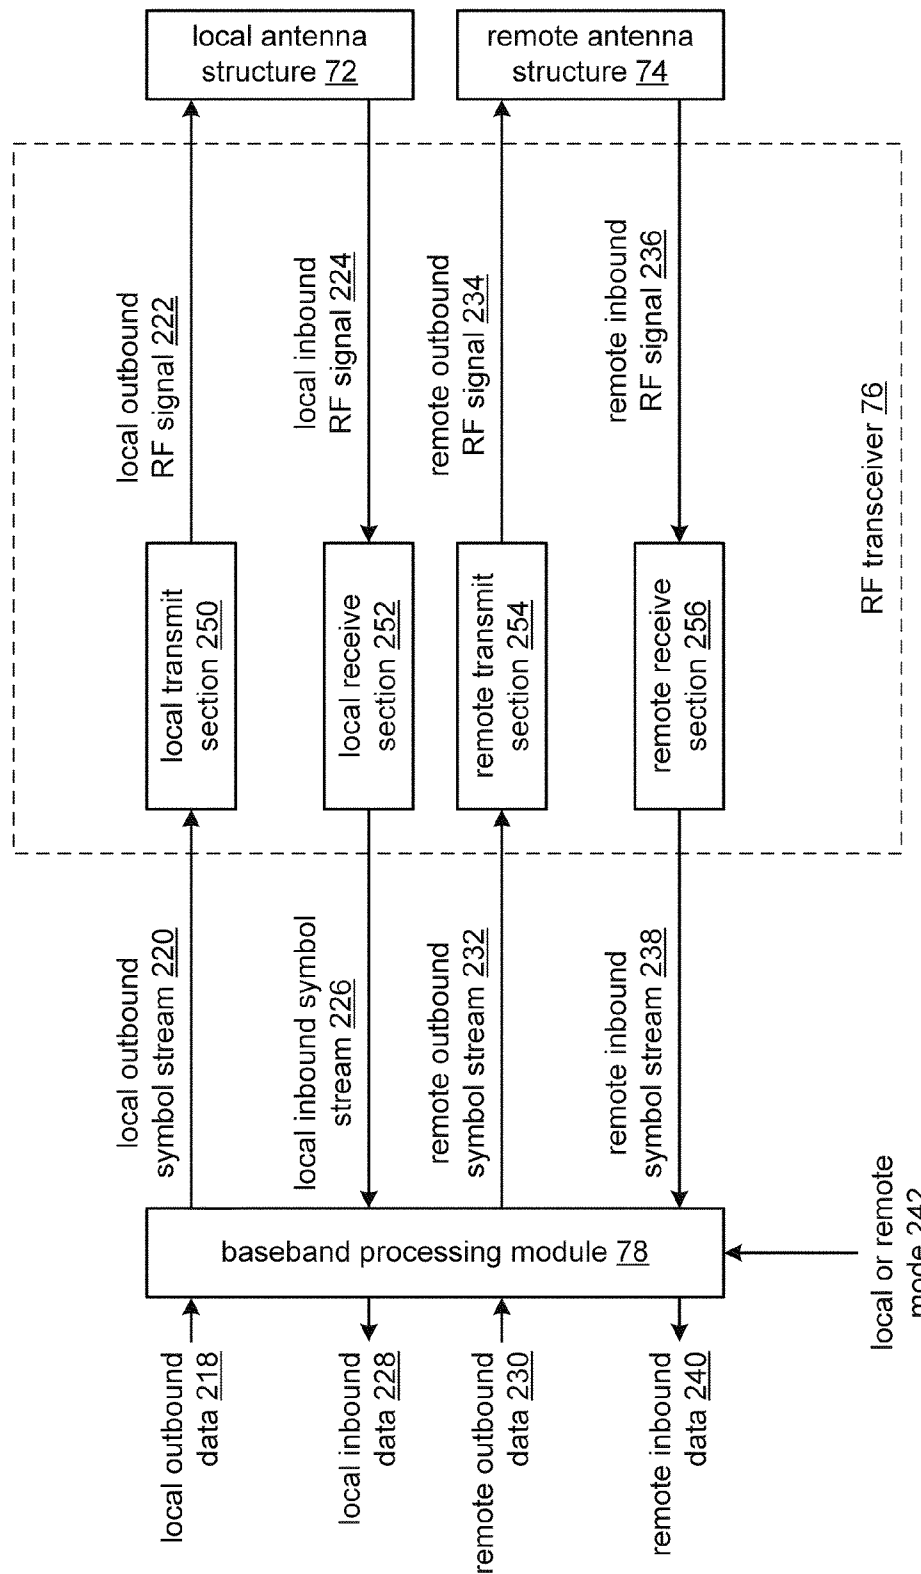 local antenna
structure 72
remote antenna
structure 74
local outbound
RF signal 222
local inbound
RF signal 224
remote outbound
RF signal 234
remote inbound
RF signal 236
RF transceiver 76
local transmit
section 250
local receive
section 252
remote transmit
section 254
remote receive
section 256
local outbound
symbol stream 220
local inbound symbol
stream 226
remote outbound
symbol stream 232
remote inbound
symbol stream 238
baseband processing module 78
local or remote
mode 242
local outbound
data 218
local inbound
data 228
remote outbound
data 230
remote inbound
data 240